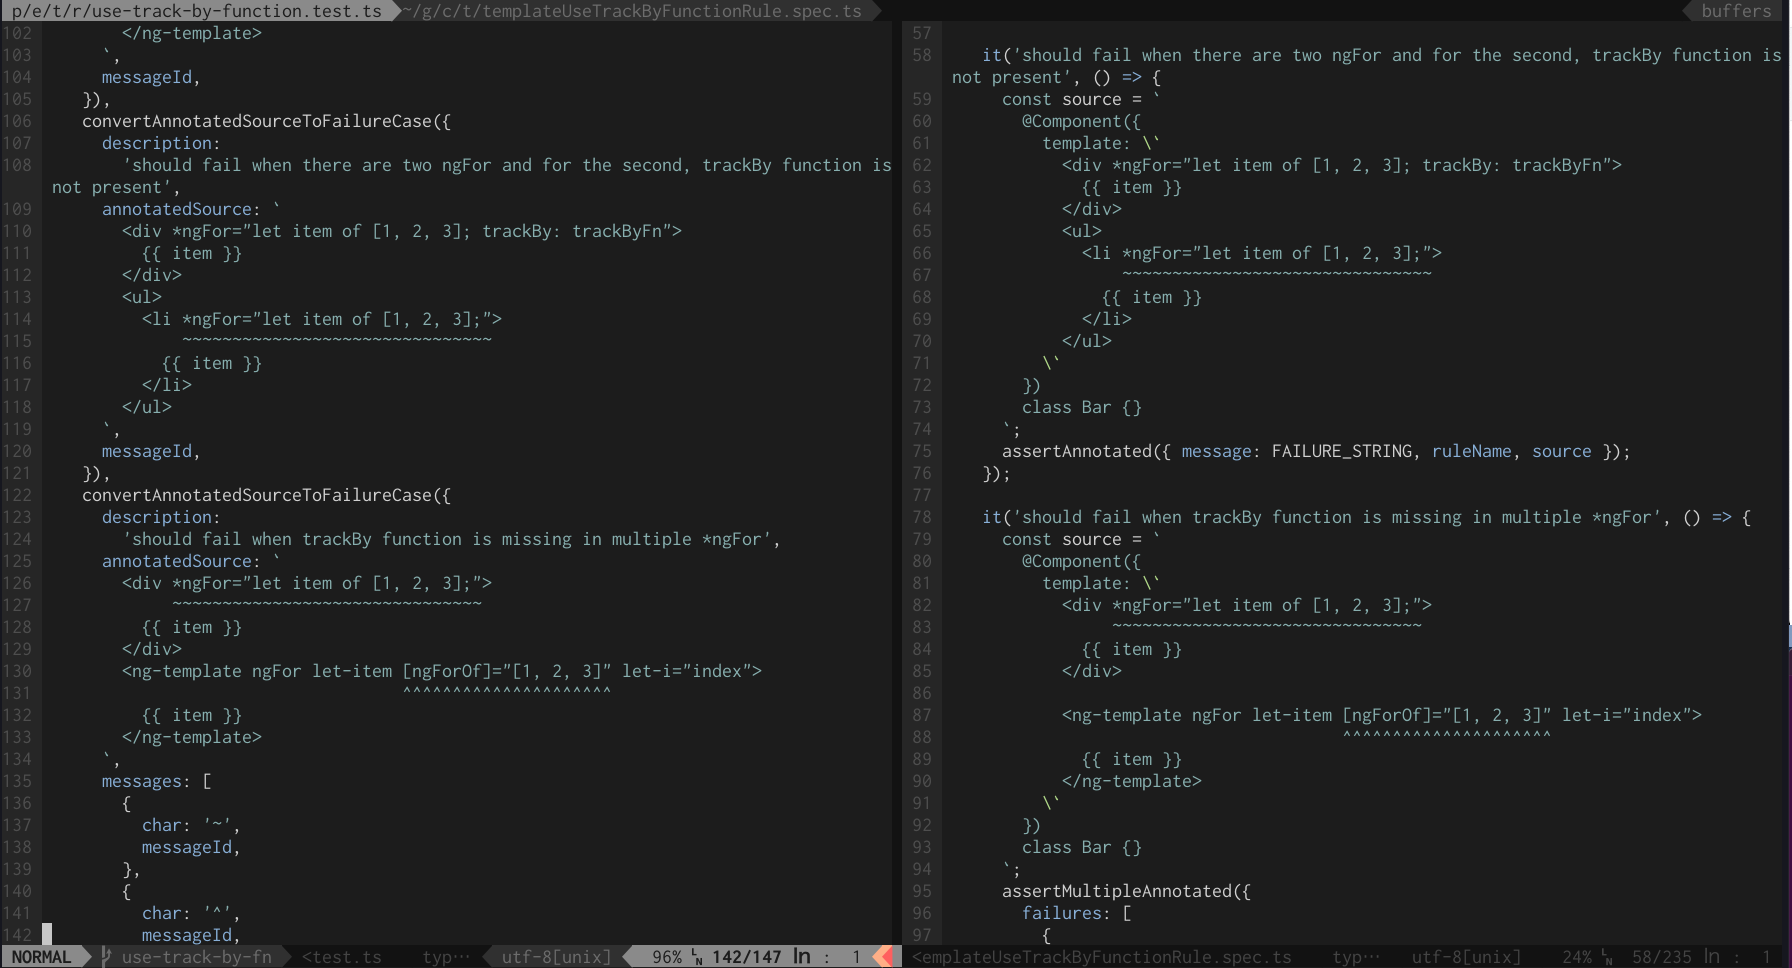 p/e/t/r/use-track-by-function.test.ts ~/g/c/t/templateUseTrackByFunctionRule.spec.ts buffers
102 </ng-template>
103 `,
104 messageId,
105 }),
106 convertAnnotatedSourceToFailureCase({
107 description:
108 'should fail when there are two ngFor and for the second, trackBy function is
not present',
109 annotatedSource: `
110 <div *ngFor="let item of [1, 2, 3]; trackBy: trackByFn">
111 {{ item }}
112 </div>
113 <ul>
114 <li *ngFor="let item of [1, 2, 3];">
115 ~~~~~~~~~~~~~~~~~~~~~~~~~~~~~~~
116 {{ item }}
117 </li>
118 </ul>
119 `,
120 messageId,
121 }),
122 convertAnnotatedSourceToFailureCase({
123 description:
124 'should fail when trackBy function is missing in multiple *ngFor',
125 annotatedSource: `
126 <div *ngFor="let item of [1, 2, 3];">
127 ~~~~~~~~~~~~~~~~~~~~~~~~~~~~~~~
128 {{ item }}
129 </div>
130 <ng-template ngFor let-item [ngForOf]="[1, 2, 3]" let-i="index">
131 ^^^^^^^^^^^^^^^^^^^^^
132 {{ item }}
133 </ng-template>
134 `,
135 messages: [
136 {
137 char: '~',
138 messageId,
139 },
140 {
141 char: '^',
142 messageId,
NORMAL use-track-by-fn <test.ts typ… utf-8[unix] 96% 142/147 ln : 1
57
58 it('should fail when there are two ngFor and for the second, trackBy function is
not present', () => {
59 const source = `
60 @Component({
61 template: \`
62 <div *ngFor="let item of [1, 2, 3]; trackBy: trackByFn">
63 {{ item }}
64 </div>
65 <ul>
66 <li *ngFor="let item of [1, 2, 3];">
67 ~~~~~~~~~~~~~~~~~~~~~~~~~~~~~~~
68 {{ item }}
69 </li>
70 </ul>
71 \`
72 })
73 class Bar {}
74 `;
75 assertAnnotated({ message: FAILURE_STRING, ruleName, source });
76 });
77
78 it('should fail when trackBy function is missing in multiple *ngFor', () => {
79 const source = `
80 @Component({
81 template: \`
82 <div *ngFor="let item of [1, 2, 3];">
83 ~~~~~~~~~~~~~~~~~~~~~~~~~~~~~~~
84 {{ item }}
85 </div>
86
87 <ng-template ngFor let-item [ngForOf]="[1, 2, 3]" let-i="index">
88 ^^^^^^^^^^^^^^^^^^^^^
89 {{ item }}
90 </ng-template>
91 \`
92 })
93 class Bar {}
94 `;
95 assertMultipleAnnotated({
96 failures: [
97 {
<emplateUseTrackByFunctionRule.spec.ts typ… utf-8[unix] 24% 58/235 ln : 1